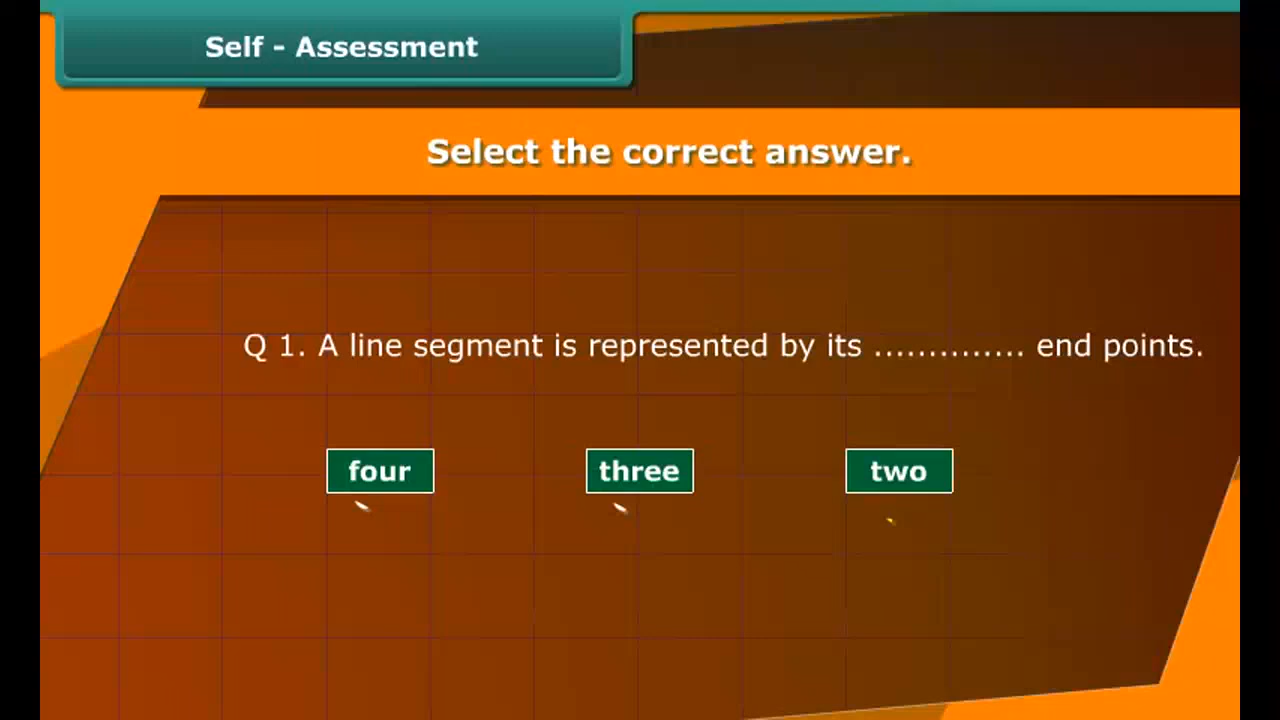 Self - Assessment
Select the correct answer.
Q 1. A line segment is represented by its .............. end points.
four three two